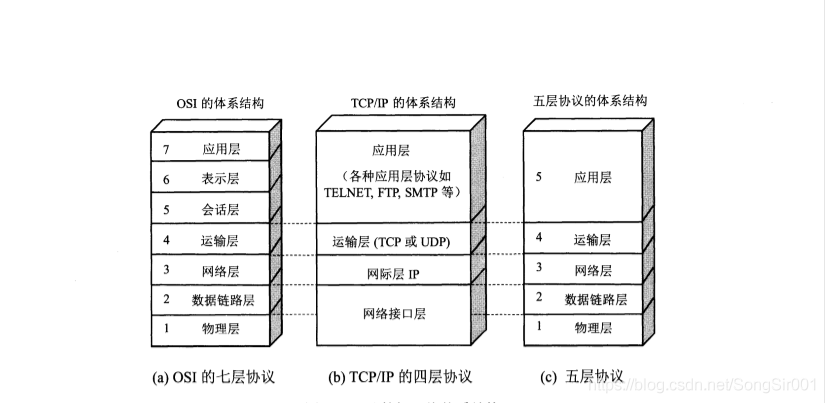 OSI 的体系结构
TCP/IP 的体系结构
五层协议的体系结构
7 应用层
6 表示层
5 会话层
4 运输层
3 网络层
2 数据链路层
1 物理层
应用层
(各种应用层协议如
TELNET, FTP, SMTP 等)
运输层 (TCP 或 UDP)
网际层 IP
网络接口层
5 应用层
4 运输层
3 网络层
2 数据链路层
1 物理层
(a) OSI 的七层协议
(b) TCP/IP 的四层协议
(c) 五层协议
https://blog.csdn.net/SongSir001